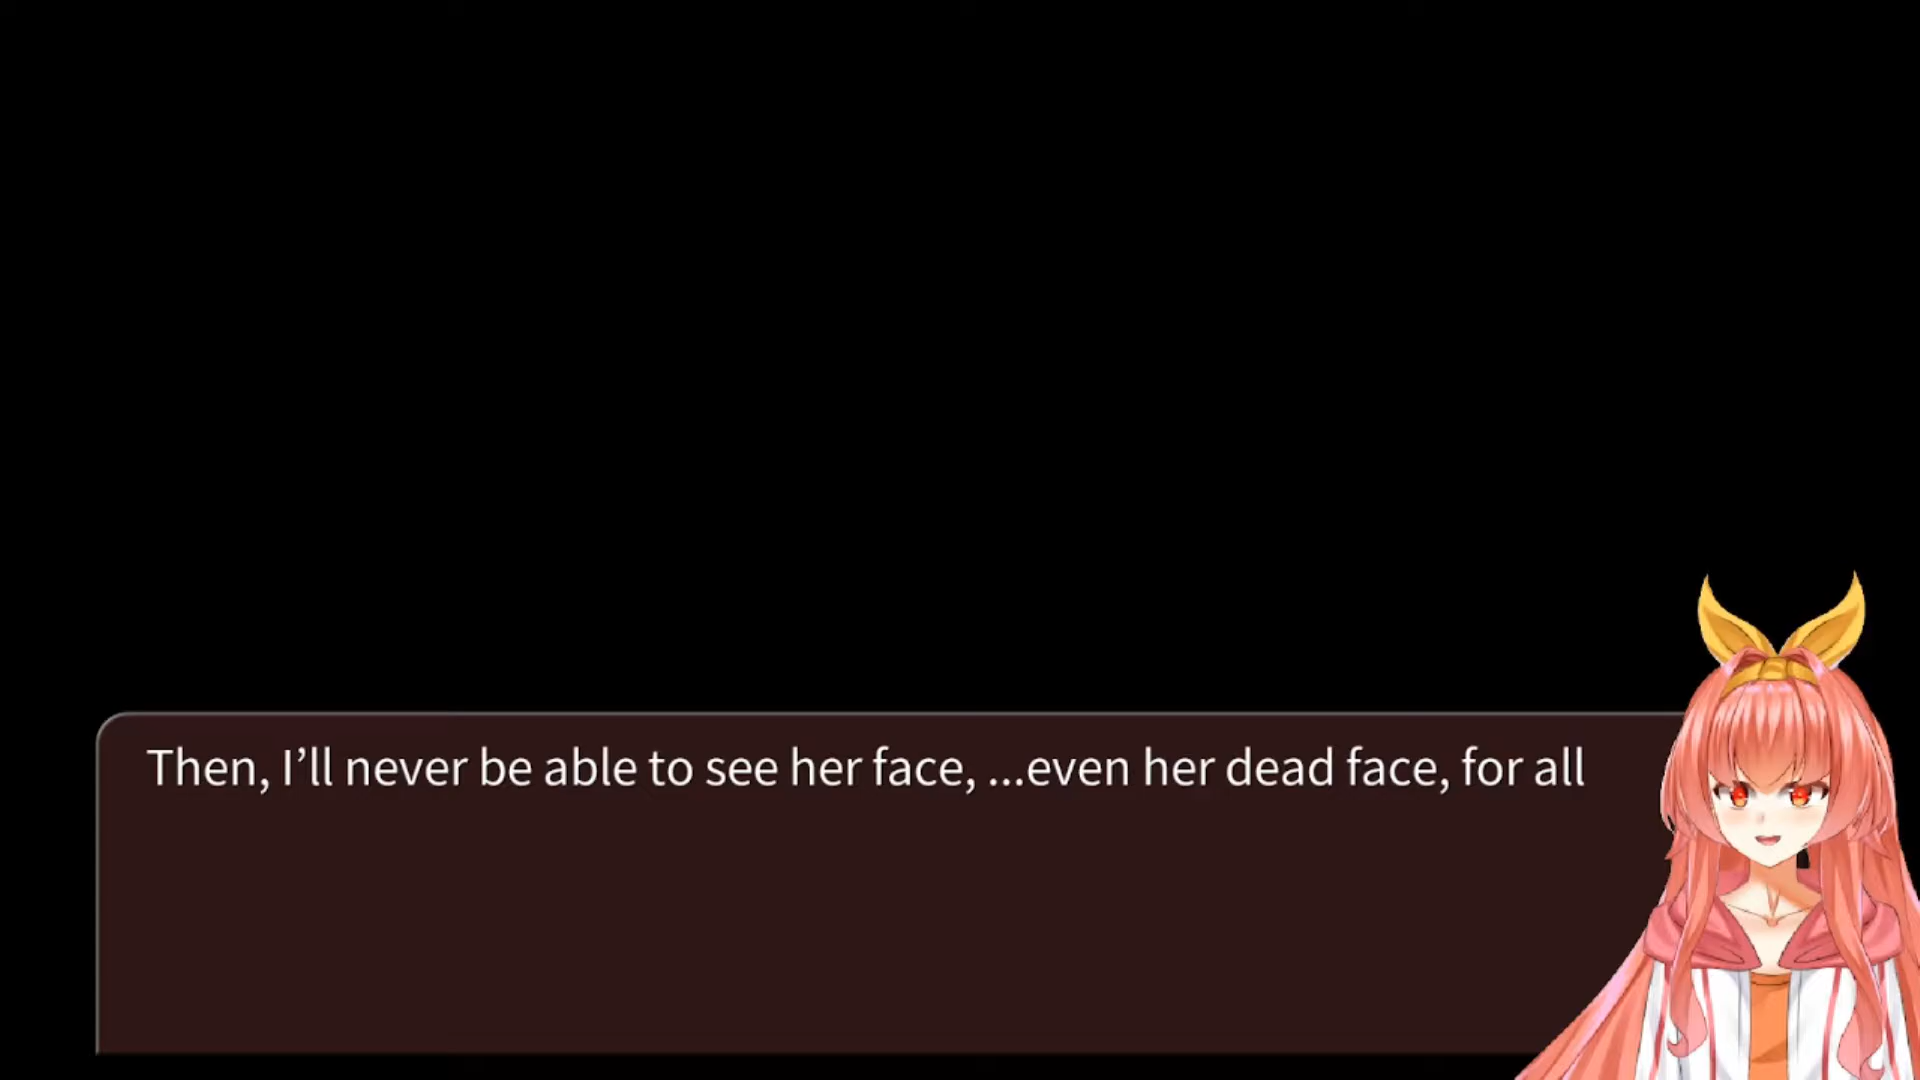 Then, I’ll never be able to see her face, ...even her dead face, for all